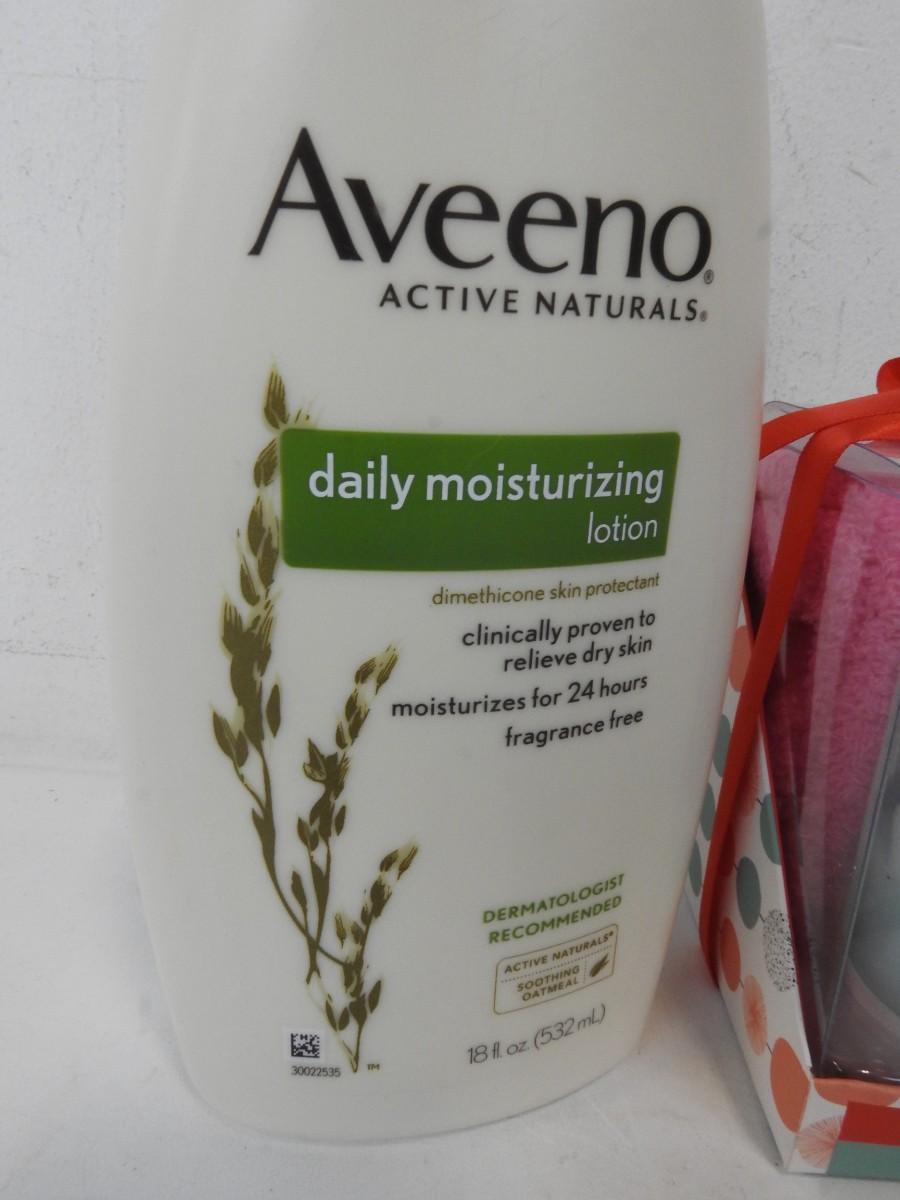 Aveeno®
ACTIVE NATURALS®
daily moisturizing
lotion
dimethicone skin protectant
clinically proven to
relieve dry skin
moisturizes for 24 hours
fragrance free
DERMATOLOGIST
RECOMMENDED
ACTIVE NATURALS®
SOOTHING
OATMEAL
18 fl. oz. (532 mL)
30022535
TM